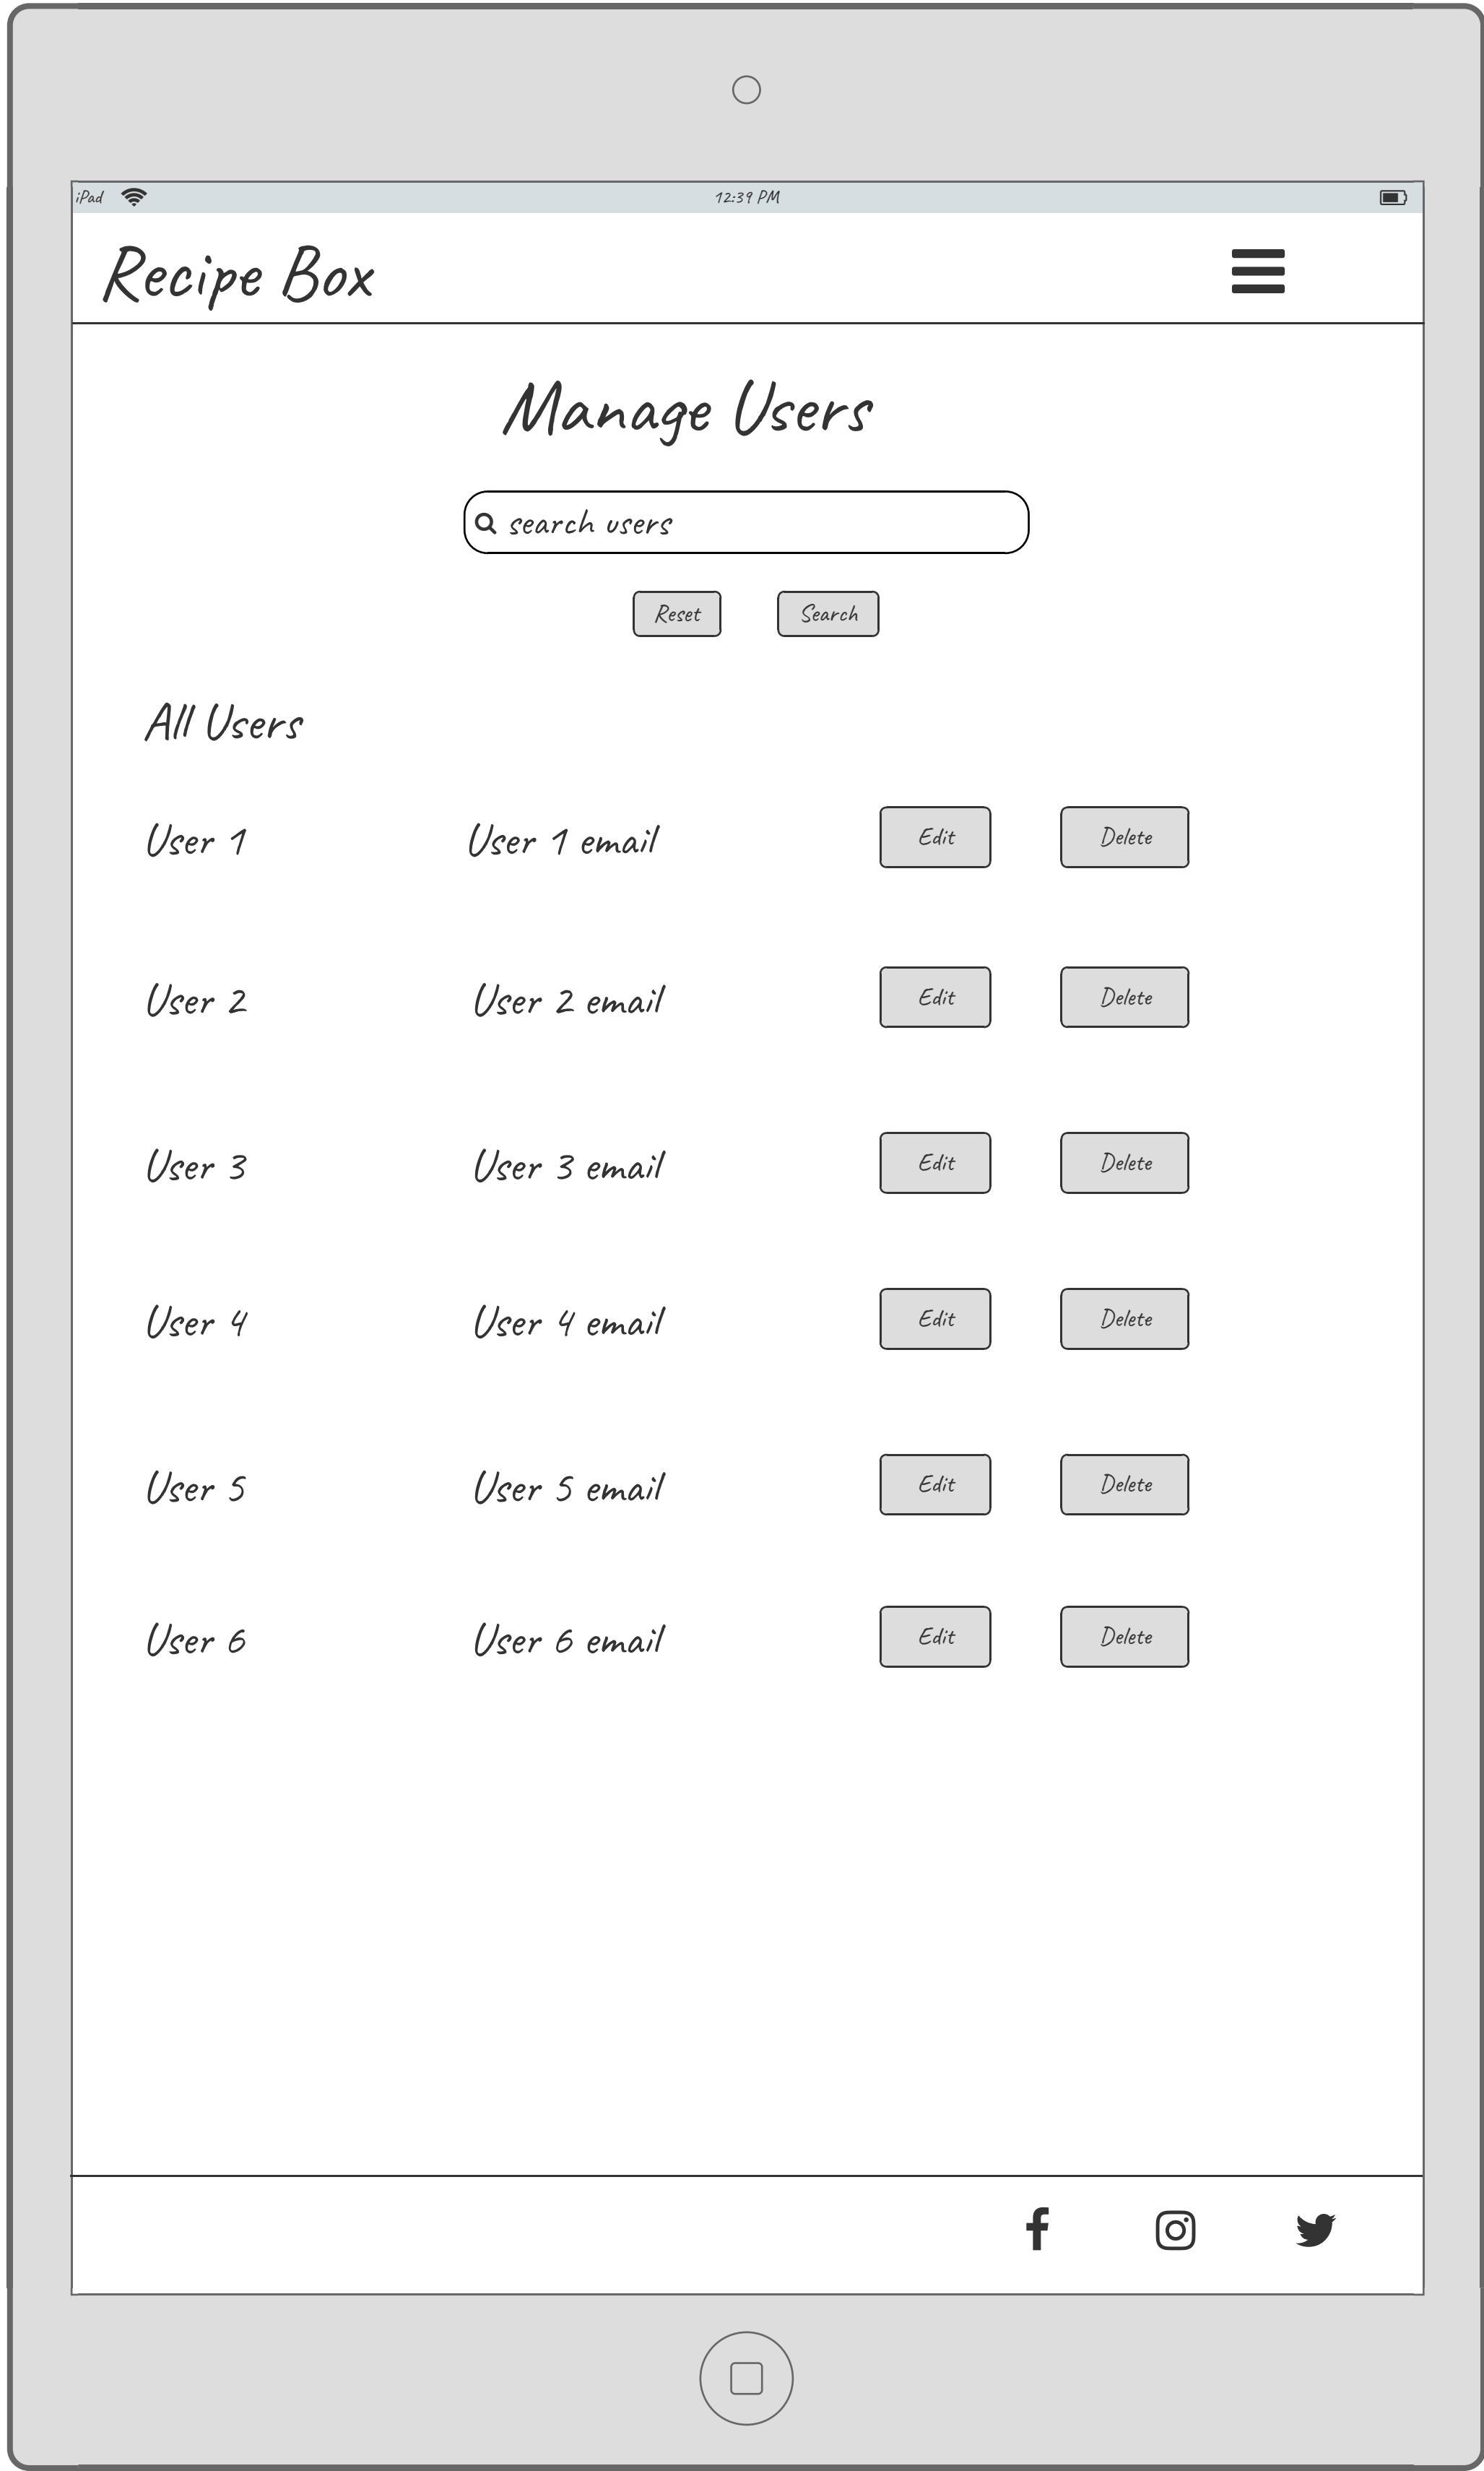 iPad 12:39 PM
Recipe Box
Manage Users
search users
Reset Search
All Users
User 1 User 1 email Edit Delete
User 2 User 2 email Edit Delete
User 3 User 3 email Edit Delete
User 4 User 4 email Edit Delete
User 5 User 5 email Edit Delete
User 6 User 6 email Edit Delete